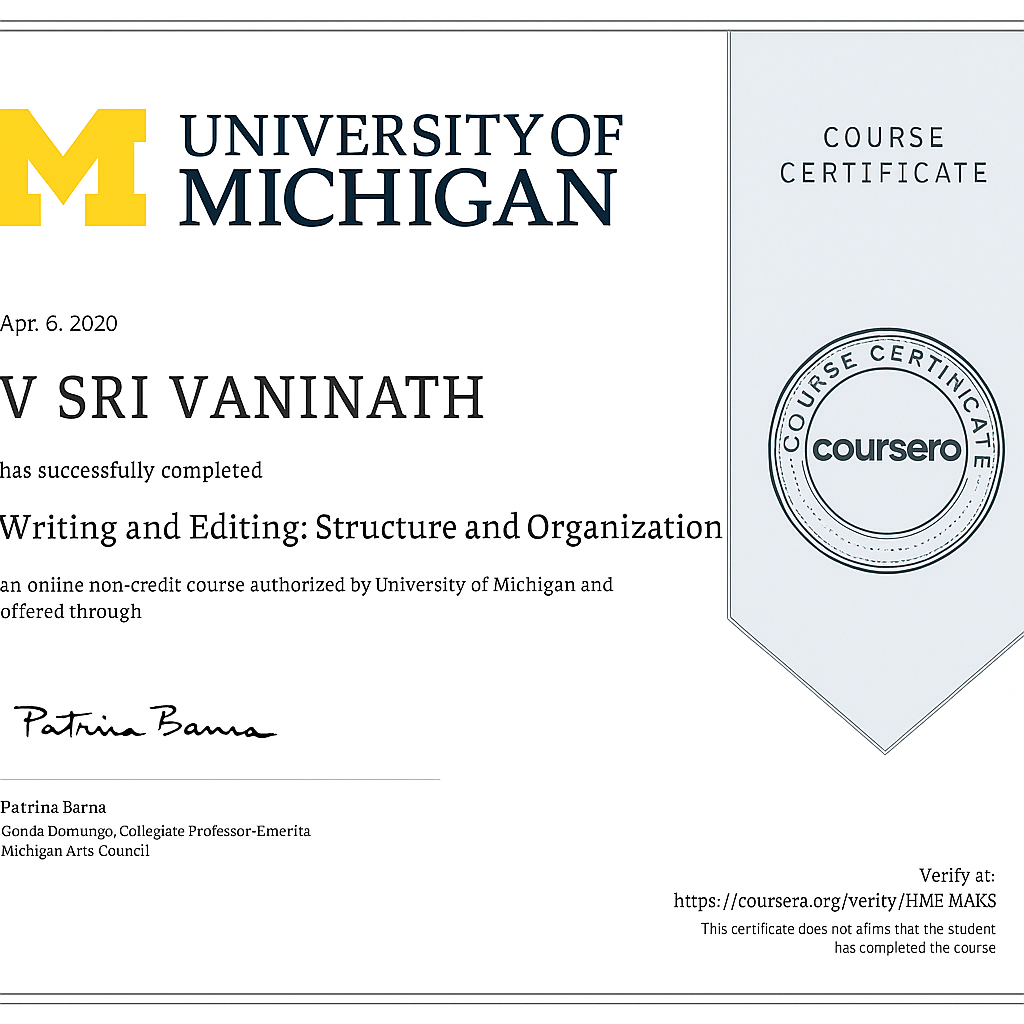 M
UNIVERSITY OF
MICHIGAN
COURSE
CERTIFICATE
Apr. 6. 2020
V SRI VANINATH
has successfully completed
Writing and Editing: Structure and Organization
an oniine non-credit course authorized by University of Michigan and
offered through
COURSE CERTINICATE
coursero
Patrina Barna
Patrina Barna
Gonda Domungo, Collegiate Professor-Emerita
Michigan Arts Council
Verify at:
https://coursera.org/verity/HME MAKS
This certificate does not afims that the student
has completed the course